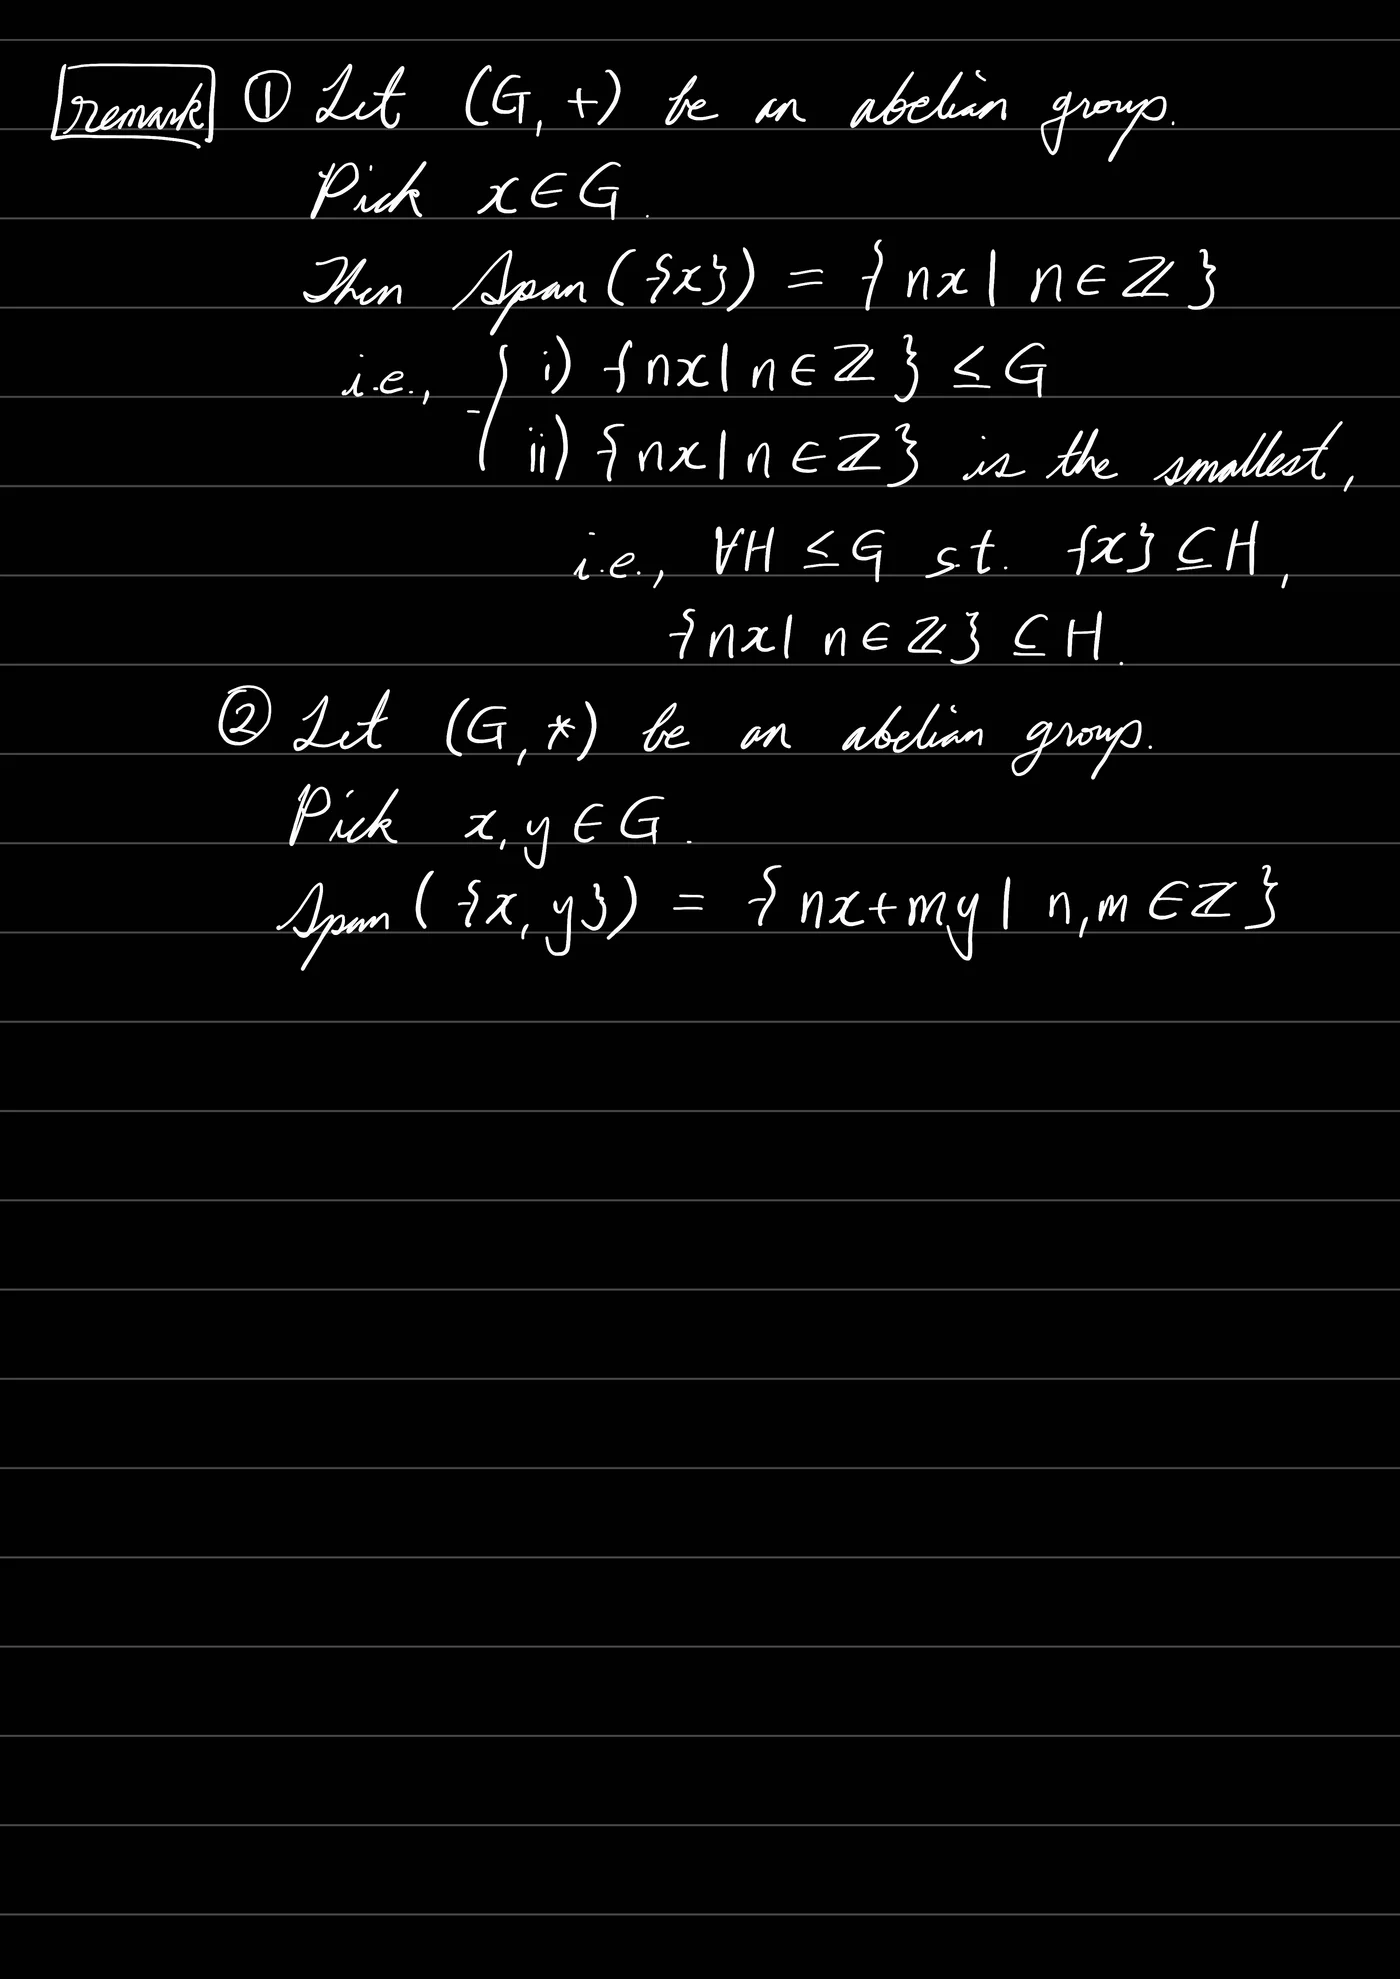 remark ① Let (G, +) be an abelian group.
Pick x∈G.
Then Span({x}) = {nx | n∈ℤ}
i.e., { i) {nx | n∈ℤ} ≤ G
ii) {nx | n∈ℤ} is the smallest,
i.e., ∀H ≤ G s.t. {x} ⊆ H,
{nx | n∈ℤ} ⊆ H.
② Let (G, *) be an abelian group.
Pick x, y∈G.
Span({x, y}) = {nx+my | n,m∈ℤ}